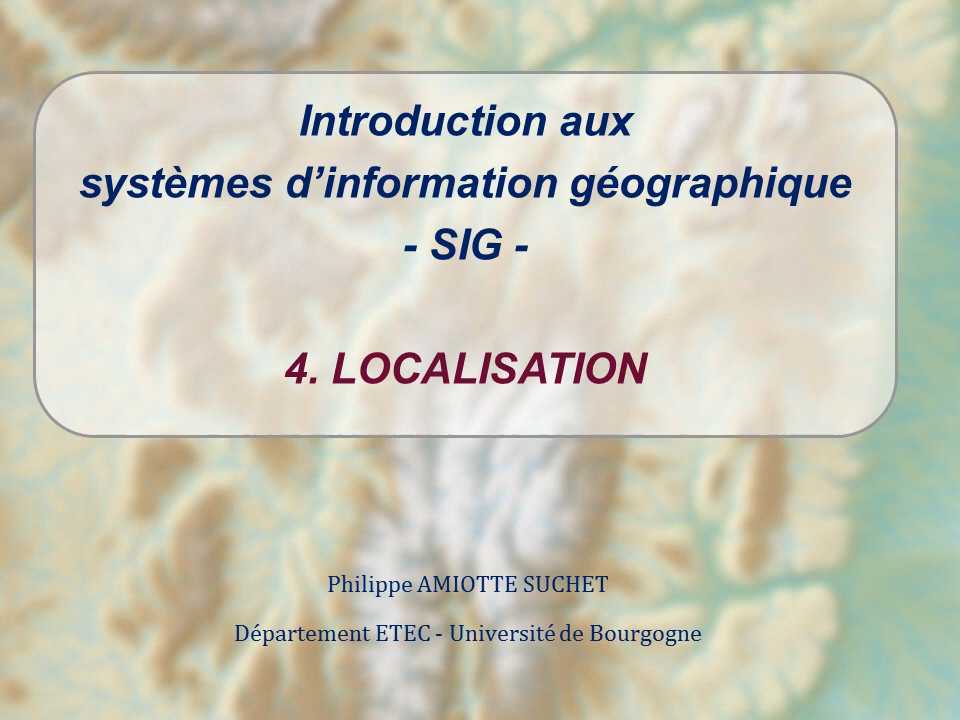 Introduction aux
systèmes d’information géographique
- SIG -
4. LOCALISATION
Philippe AMIOTTE SUCHET
Département ETEC - Université de Bourgogne